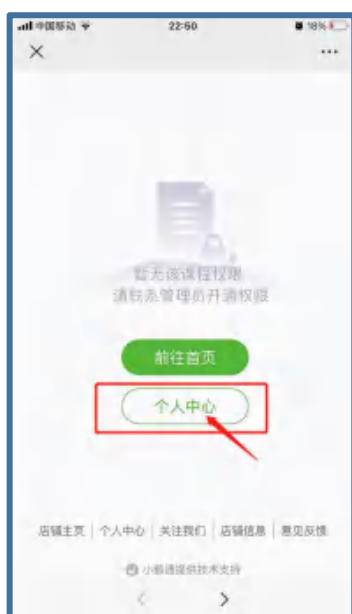 中国移动 22:50 18%
暂无该课程权限
请联系管理员开通权限
前往首页
个人中心
店铺主页 | 个人中心 | 关注我们 | 店铺信息 | 意见反馈
小鹅通提供技术支持